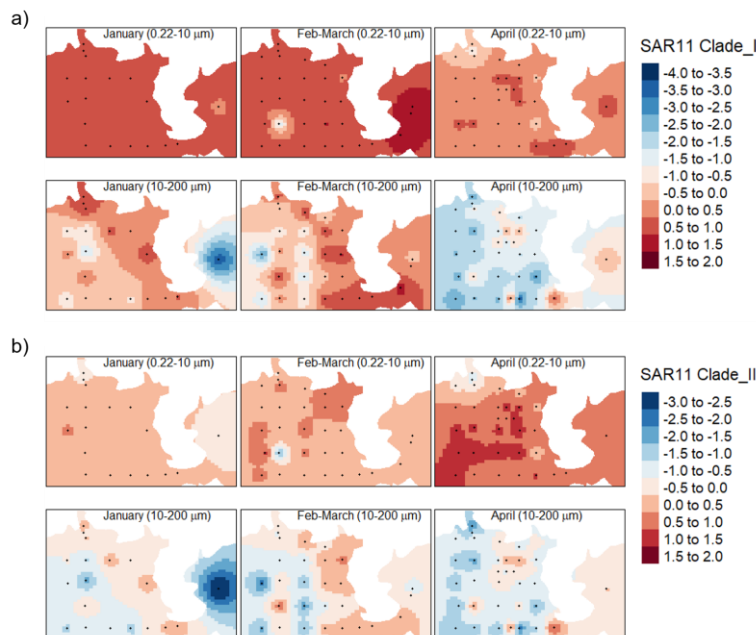 a)
January (0.22-10 μm)
Feb-March (0.22-10 μm)
April (0.22-10 μm)
January (10-200 μm)
Feb-March (10-200 μm)
April (10-200 μm)
SAR11 Clade_I
-4.0 to -3.5
-3.5 to -3.0
-3.0 to -2.5
-2.5 to -2.0
-2.0 to -1.5
-1.5 to -1.0
-1.0 to -0.5
-0.5 to 0.0
0.0 to 0.5
0.5 to 1.0
1.0 to 1.5
1.5 to 2.0
b)
January (0.22-10 μm)
Feb-March (0.22-10 μm)
April (0.22-10 μm)
January (10-200 μm)
Feb-March (10-200 μm)
April (10-200 μm)
SAR11 Clade_II
-3.0 to -2.5
-2.5 to -2.0
-2.0 to -1.5
-1.5 to -1.0
-1.0 to -0.5
-0.5 to 0.0
0.0 to 0.5
0.5 to 1.0
1.0 to 1.5
1.5 to 2.0